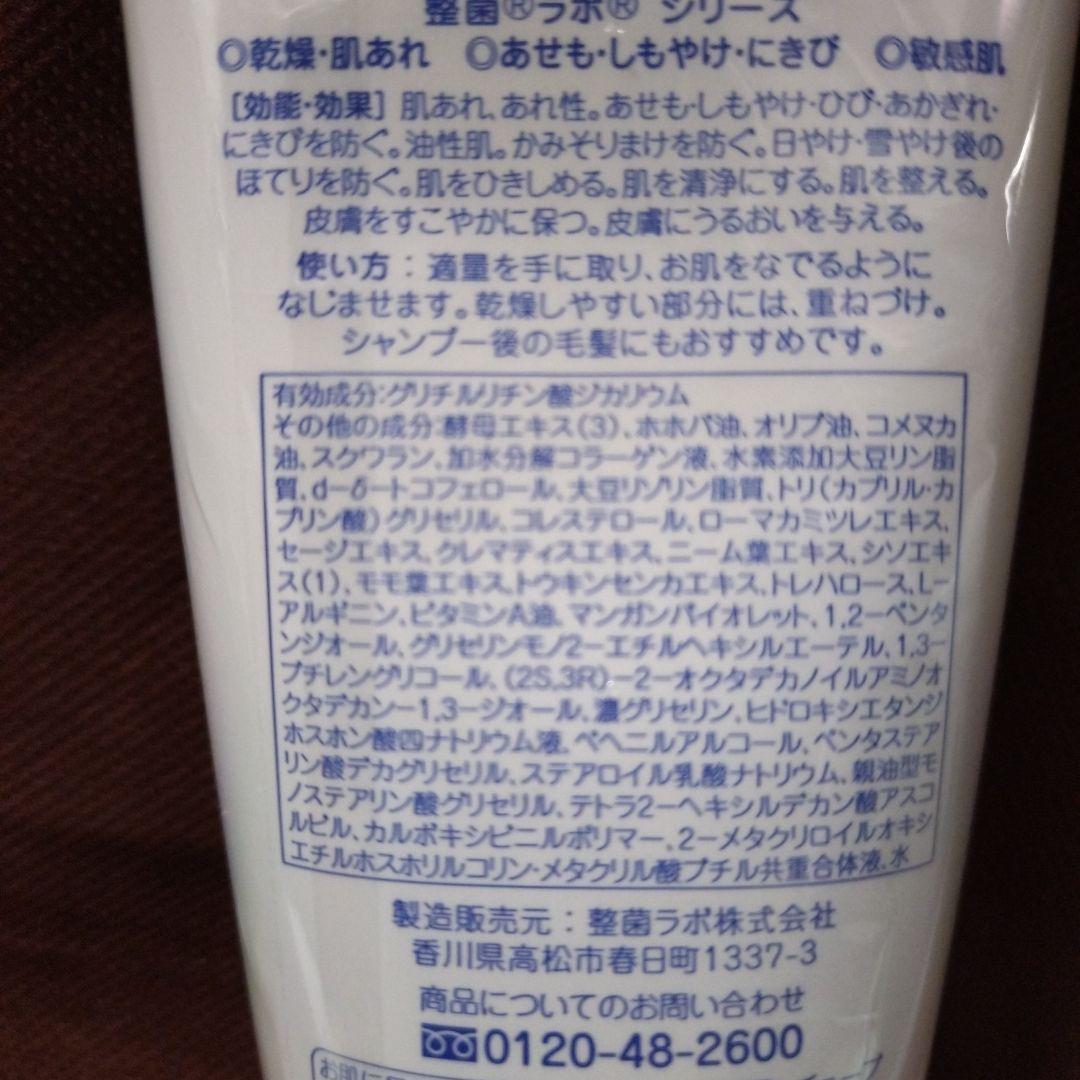 整菌®ラボ® シリーズ
◎乾燥・肌あれ ◎あせも・しもやけ・にきび ◎敏感肌
[効能・効果] 肌あれ、あれ性。あせも・しもやけ・ひび・あかぎれ・
にきびを防ぐ。油性肌。かみそりまけを防ぐ。日やけ・雪やけ後の
ほてりを防ぐ。肌をひきしめる。肌を清浄にする。肌を整える。
皮膚をすこやかに保つ。皮膚にうるおいを与える。
使い方：適量を手に取り、お肌をなでるように
なじませます。乾燥しやすい部分には、重ねづけ。
シャンプー後の毛髪にもおすすめです。
有効成分:グリチルリチン酸ジカリウム
その他の成分:酵母エキス(3)、ホホバ油、オリブ油、コメヌカ
油、スクワラン、加水分解コラーゲン液、水素添加大豆リン脂
質、d－δ－トコフェロール、大豆リゾリン脂質、トリ(カプリル・カ
プリン酸)グリセリル、コレステロール、ローマカミツレエキス、
セージエキス、クレマティスエキス、ニーム葉エキス、シソエキ
ス(1)、モモ葉エキス、トウキンセンカエキス、トレハロース、L－
アルギニン、ビタミンA油、マンガンバイオレット、1,2－ペンタ
ンジオール、グリセリンモノ2－エチルヘキシルエーテル、1,3－
ブチレングリコール、(2S,3R)－2－オクタデカノイルアミノオ
クタデカン－1,3－ジオール、濃グリセリン、ヒドロキシエタンジ
ホスホン酸四ナトリウム液、ベヘニルアルコール、ペンタステア
リン酸デカグリセリル、ステアロイル乳酸ナトリウム、親油型モ
ノステアリン酸グリセリル、テトラ2－ヘキシルデカン酸アスコ
ルビル、カルボキシビニルポリマー、2－メタクリロイルオキシ
エチルホスホリルコリン・メタクリル酸ブチル共重合体液、水
製造販売元：整菌ラボ株式会社
香川県高松市春日町1337-3
商品についてのお問い合わせ
0120-48-2600